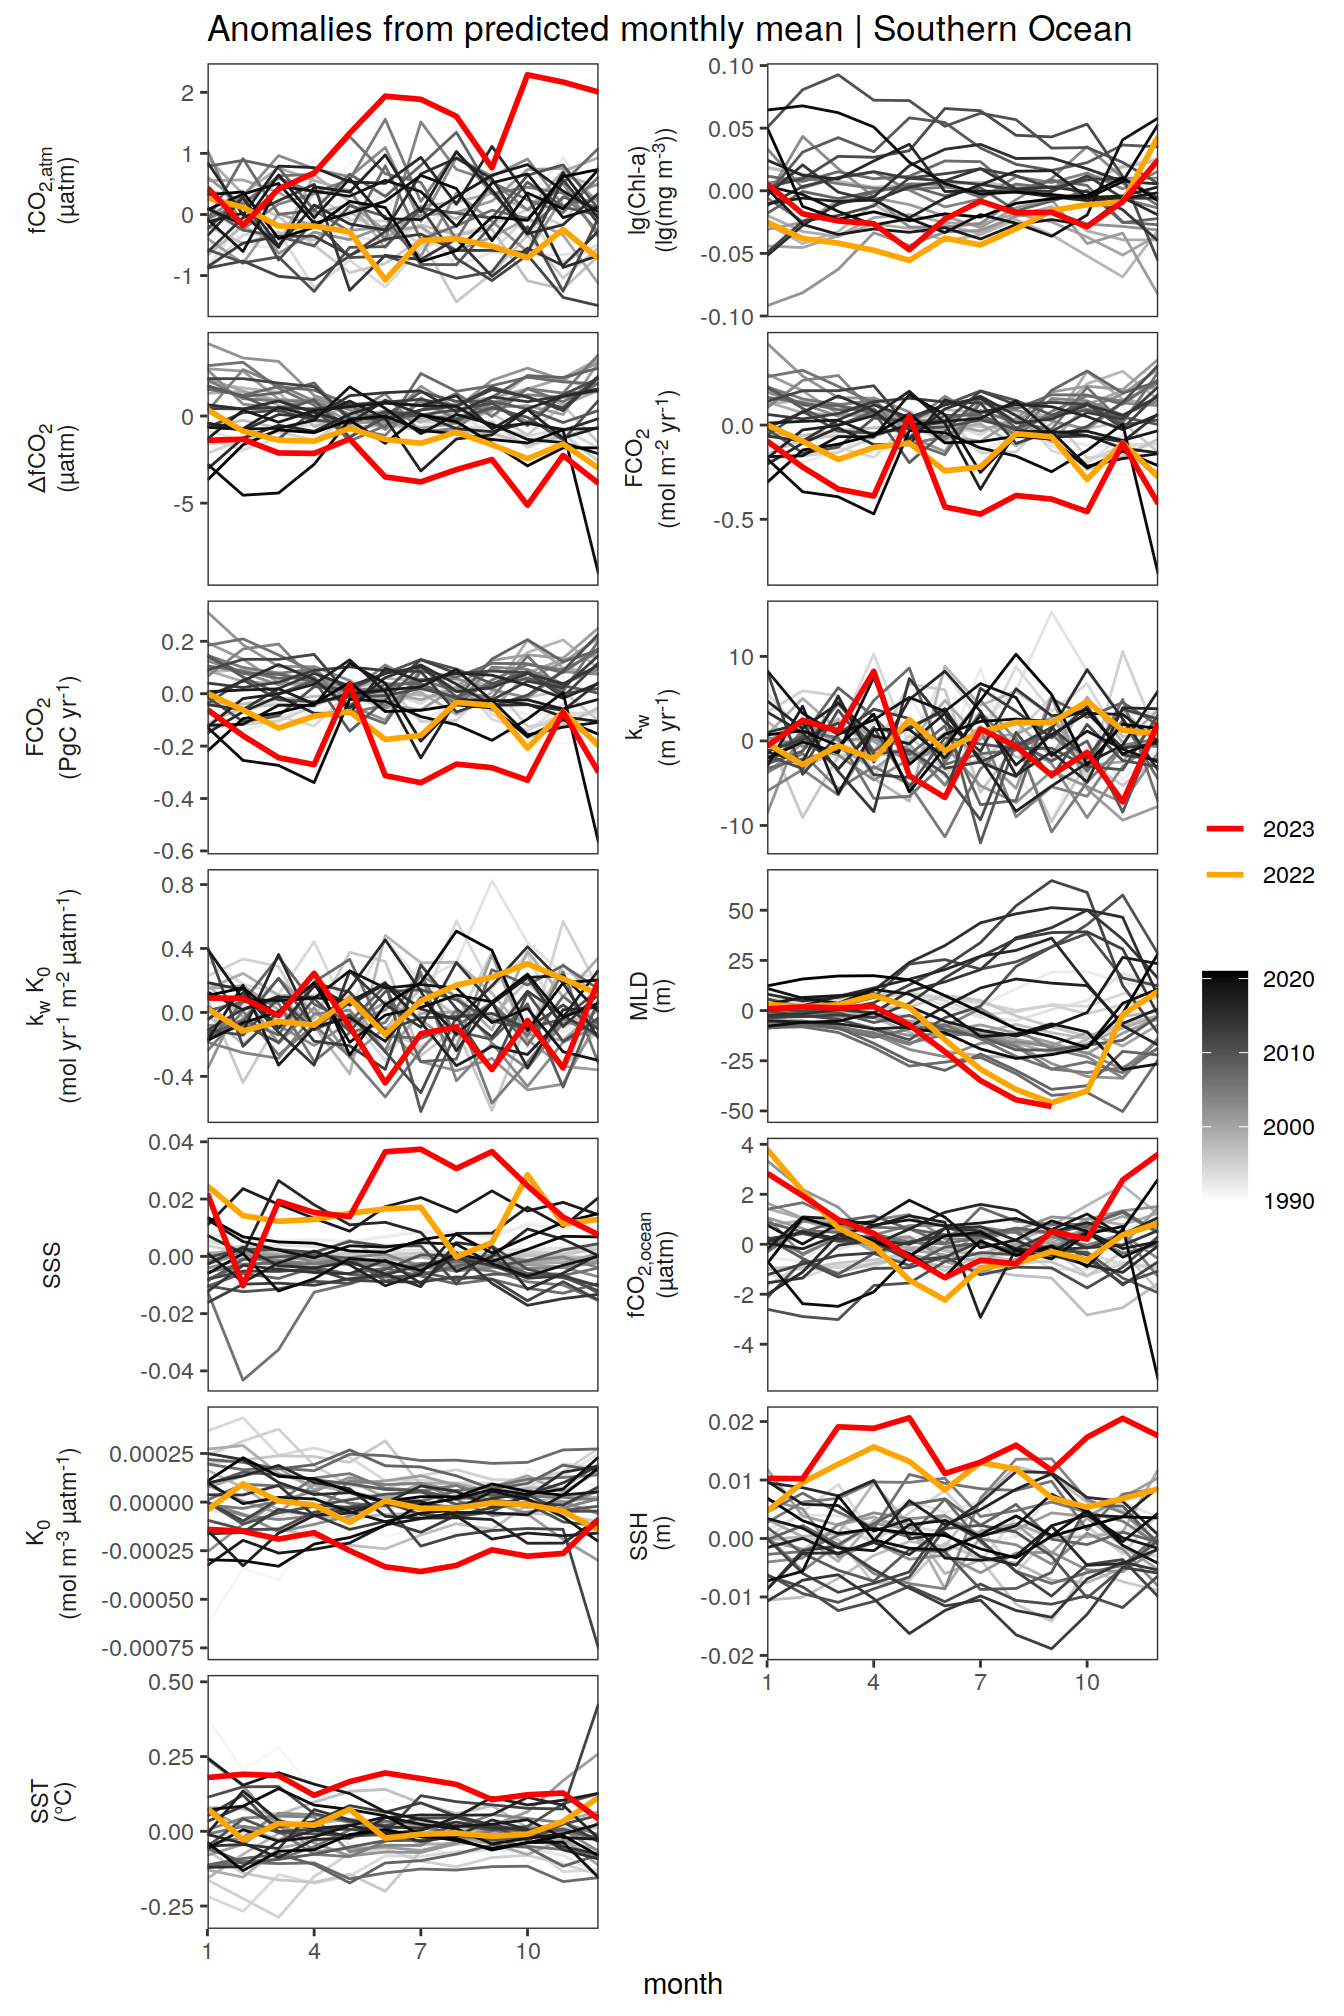 Anomalies from predicted monthly mean | Southern Ocean
fCO2,atm
(µatm)
2
1
0
-1
lg(Chl-a)
(lg(mg m-3))
0.10
0.05
0.00
-0.05
-0.10
ΔfCO2
(µatm)
0
-5
FCO2
(mol m-2 yr-1)
0.0
-0.5
FCO2
(PgC yr-1)
0.2
0.0
-0.2
-0.4
-0.6
kw
(m yr-1)
10
0
-10
kw K0
(mol yr-1 m-2 µatm-1)
0.8
0.4
0.0
-0.4
MLD
(m)
50
25
0
-25
-50
SSS
0.04
0.02
0.00
-0.02
-0.04
fCO2,ocean
(µatm)
4
2
0
-2
-4
K0
(mol m-3 µatm-1)
0.00025
0.00000
-0.00025
-0.00050
-0.00075
SSH
(m)
0.02
0.01
0.00
-0.01
-0.02
1 4 7 10
SST
(°C)
0.50
0.25
0.00
-0.25
1 4 7 10
month
2023
2022
2020
2010
2000
1990